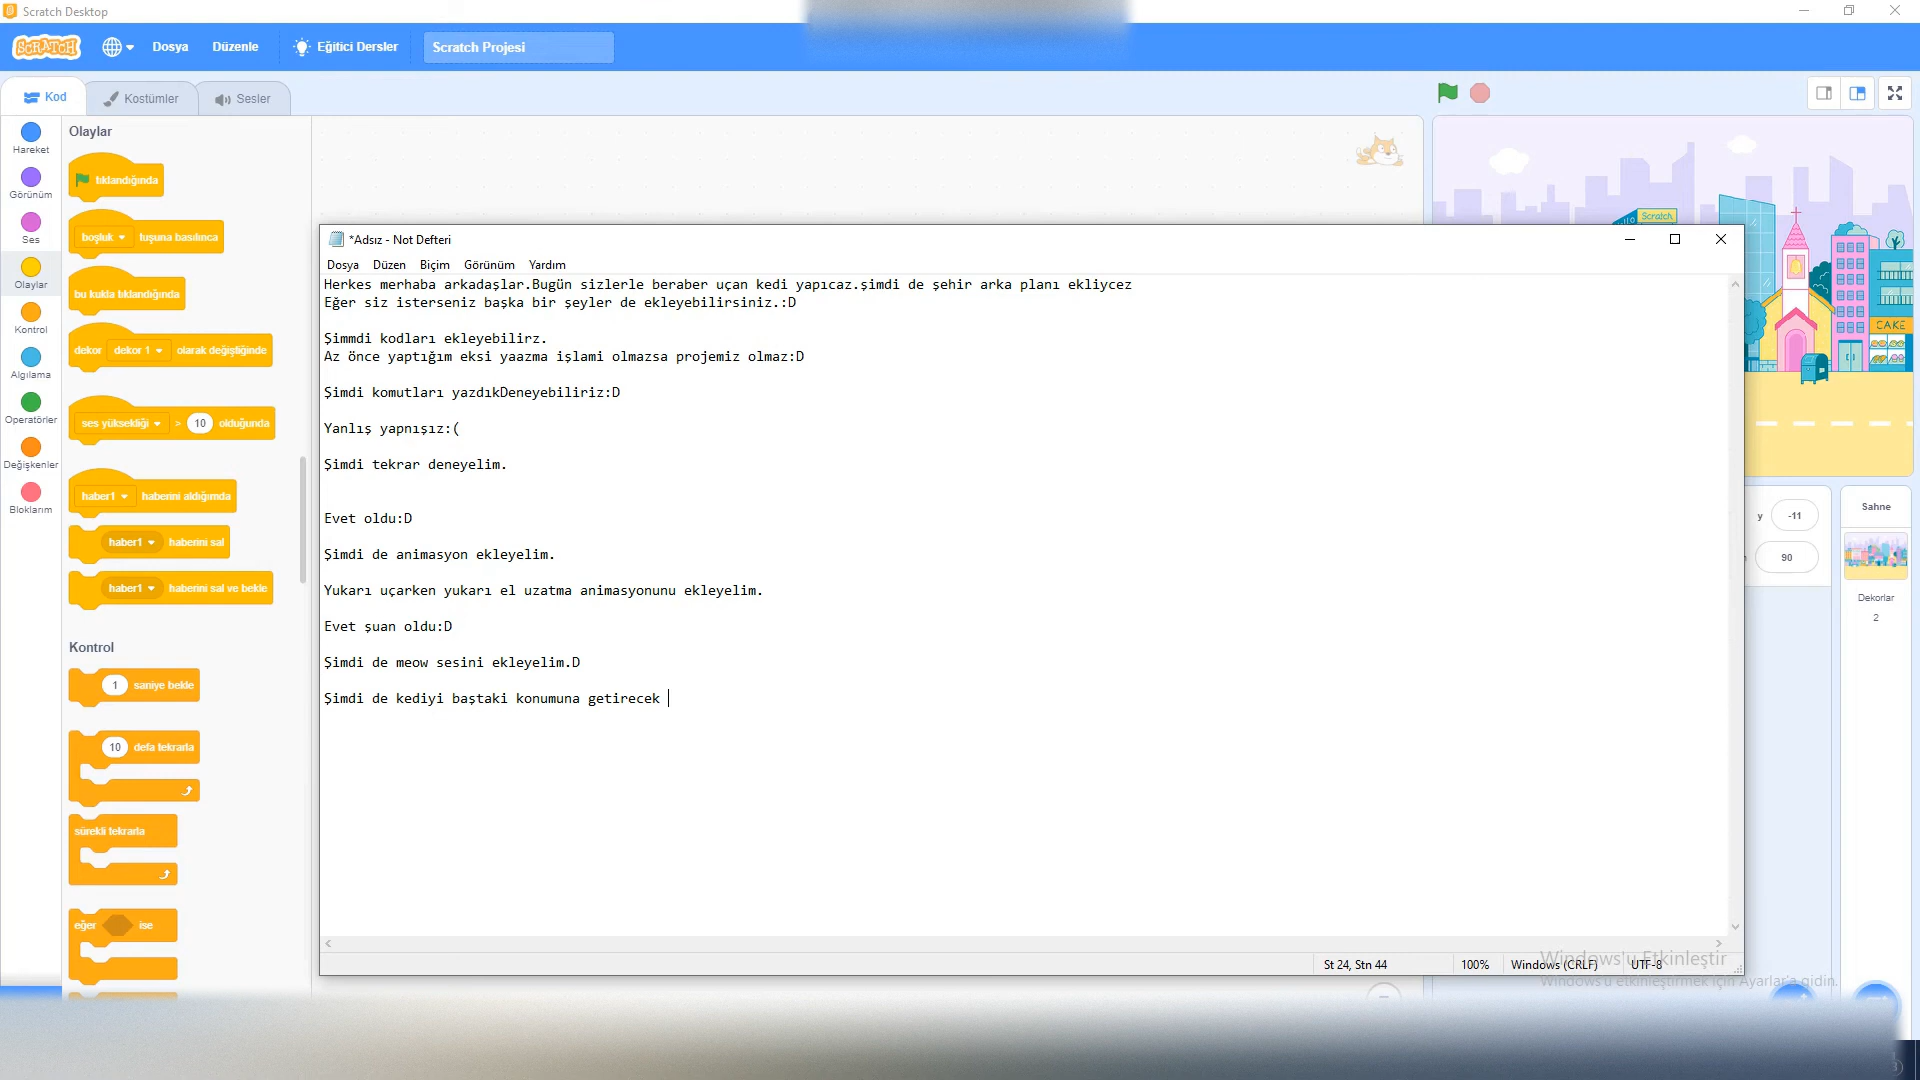 Scratch Desktop
SCRATCH
Dosya
Düzenle
Eğitici Dersler
Scratch Projesi
Kod
Kostümler
Sesler
Hareket
Görünüm
Ses
Olaylar
Kontrol
Algılama
Operatörler
Değişkenler
Bloklarım
Olaylar
tıklandığında
boşluk tuşuna basılınca
bu kukla tıklandığında
dekor dekor 1 olarak değiştiğinde
ses yüksekliği > 10 olduğunda
haber1 haberini aldığımda
haber1 haberini sal
haber1 haberini sal ve bekle
Kontrol
1 saniye bekle
10 defa tekrarla
sürekli tekrarla
eğer ise
*Adsız - Not Defteri
Dosya Düzen Biçim Görünüm Yardım
Herkes merhaba arkadaşlar.Bugün sizlerle beraber uçan kedi yapıcaz.şimdi de şehir arka planı ekliycez
Eğer siz isterseniz başka bir şeyler de ekleyebilirsiniz.:D
Şimmdi kodları ekleyebilirz.
Az önce yaptığım eksi yaazma işlami olmazsa projemiz olmaz:D
Şimdi komutları yazdıkDeneyebiliriz:D
Yanlış yapnışız:(
Şimdi tekrar deneyelim.
Evet oldu:D
Şimdi de animasyon ekleyelim.
Yukarı uçarken yukarı el uzatma animasyonunu ekleyelim.
Evet şuan oldu:D
Şimdi de meow sesini ekleyelim.D
Şimdi de kediyi baştaki konumuna getirecek
St 24, Stn 44
100%
Windows (CRLF)
UTF-8
Scratch
CAKE
y -11
90
Sahne
Dekorlar
2
Windows'u Etkinleştir
Windows'u etkinleştirmek için Ayarlar'a gidin.